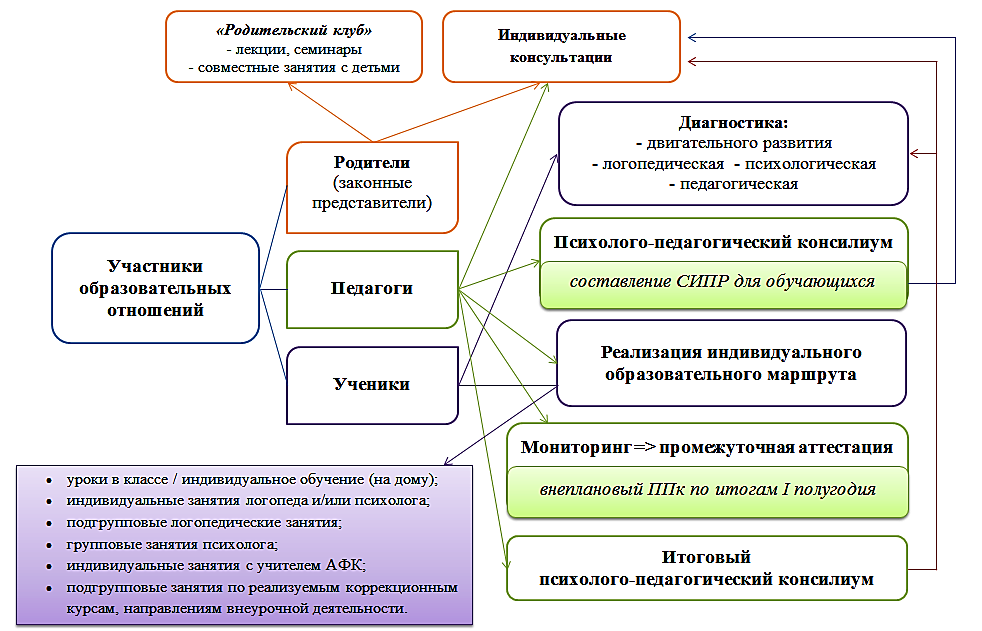 «Родительский клуб»
- лекции, семинары
- совместные занятия с детьми
Индивидуальные
консультации
Диагностика:
- двигательного развития
- логопедическая - психологическая
- педагогическая
Родители
(законные
представители)
Психолого-педагогический консилиум
составление СИПР для обучающихся
Участники
образовательных
отношений
Педагоги
Реализация индивидуального
образовательного маршрута
Ученики
Мониторинг=> промежуточная аттестация
внеплановый ППк по итогам I полугодия
• уроки в классе / индивидуальное обучение (на дому);
• индивидуальные занятия логопеда и/или психолога;
• подгрупповые логопедические занятия;
• групповые занятия психолога;
• индивидуальные занятия с учителем АФК;
• подгрупповые занятия по реализуемым коррекционным
курсам, направлениям внеурочной деятельности.
Итоговый
психолого-педагогический консилиум